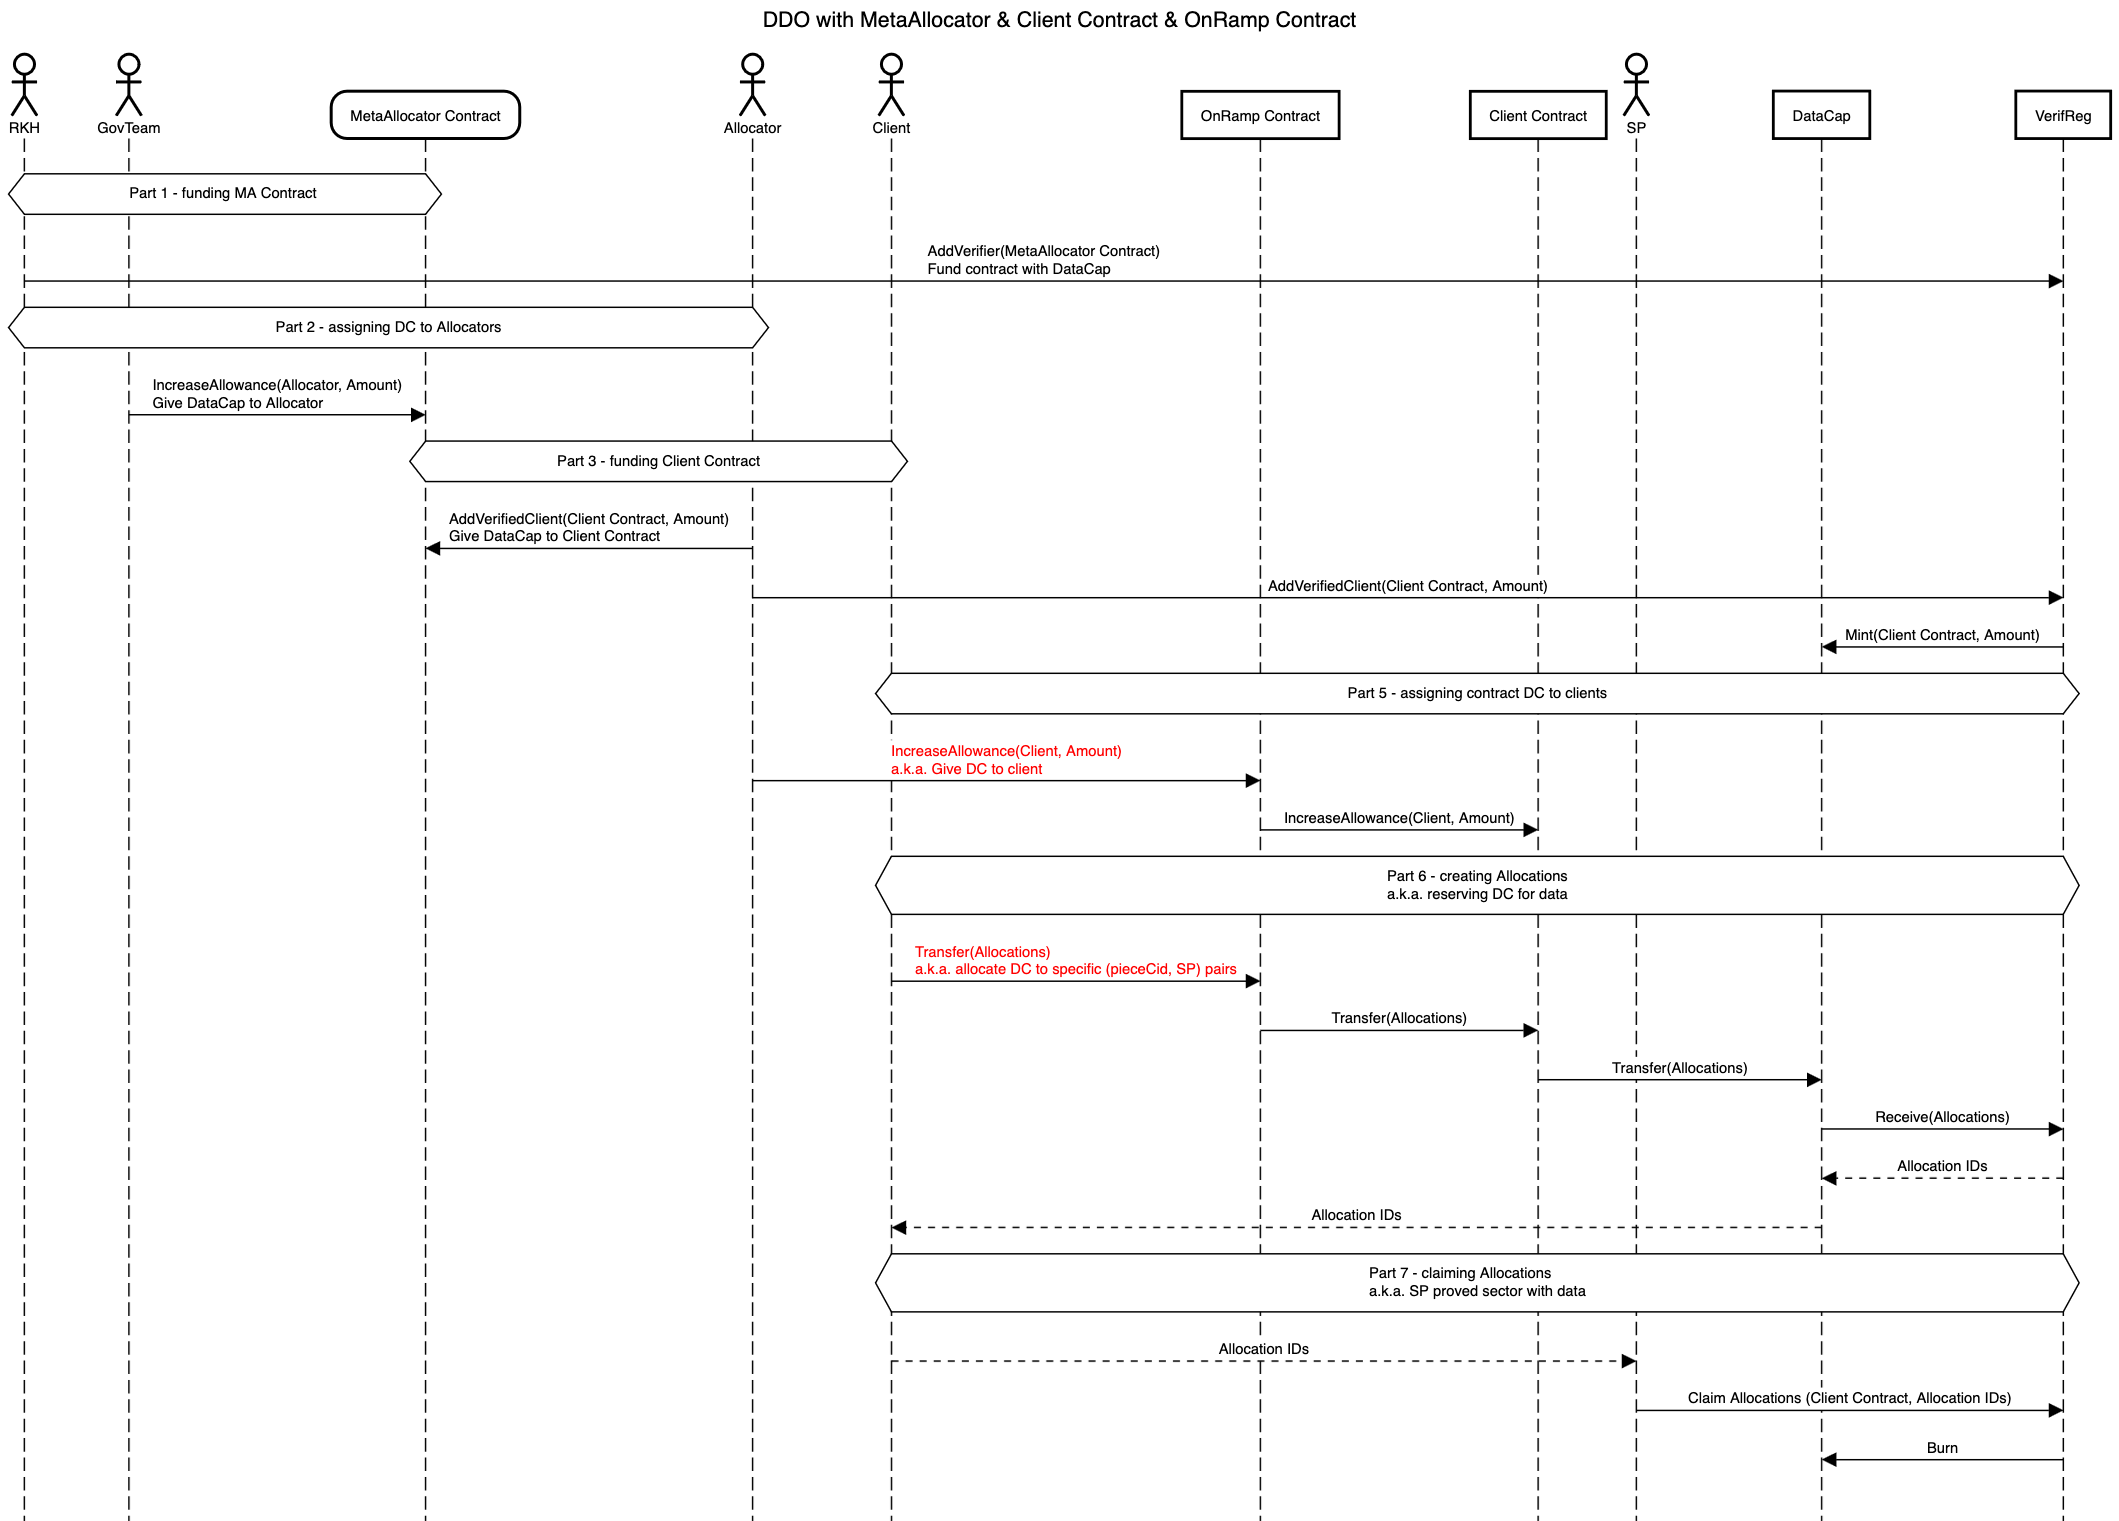 DDO with MetaAllocator & Client Contract & OnRamp Contract
RKH
GovTeam
MetaAllocator Contract
Allocator
Client
OnRamp Contract
Client Contract
SP
DataCap
VerifReg
Part 1 - funding MA Contract
AddVerifier(MetaAllocator Contract)
Fund contract with DataCap
Part 2 - assigning DC to Allocators
IncreaseAllowance(Allocator, Amount)
Give DataCap to Allocator
Part 3 - funding Client Contract
AddVerifiedClient(Client Contract, Amount)
Give DataCap to Client Contract
AddVerifiedClient(Client Contract, Amount)
Mint(Client Contract, Amount)
Part 5 - assigning contract DC to clients
IncreaseAllowance(Client, Amount)
a.k.a. Give DC to client
IncreaseAllowance(Client, Amount)
Part 6 - creating Allocations
a.k.a. reserving DC for data
Transfer(Allocations)
a.k.a. allocate DC to specific (pieceCid, SP) pairs
Transfer(Allocations)
Transfer(Allocations)
Receive(Allocations)
Allocation IDs
Allocation IDs
Part 7 - claiming Allocations
a.k.a. SP proved sector with data
Allocation IDs
Claim Allocations (Client Contract, Allocation IDs)
Burn